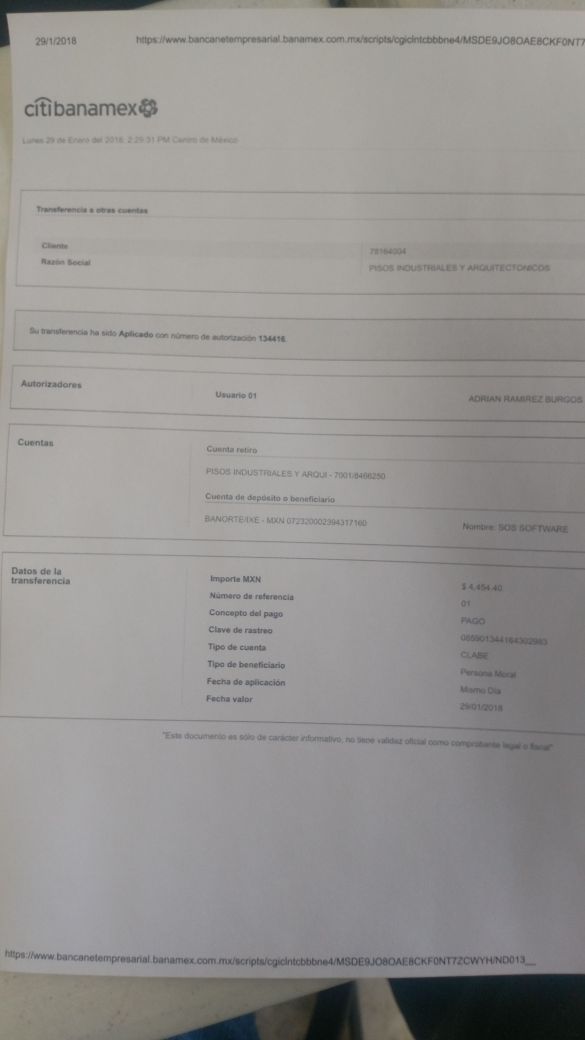 29/1/2018 https://www.bancanetempresarial.banamex.com.mx/scripts/cgiclntcbbbne4/MSDE9JO8OAE8CKF0NT7
citibanamex
Lunes 29 de Enero del 2018, 2:29:31 PM Centro de México
Transferencia a otras cuentas
Cliente 78164004
Razón Social PISOS INDUSTRIALES Y ARQUITECTONICOS
Su transferencia ha sido Aplicado con número de autorización 134416.
Autorizadores Usuario 01 ADRIAN RAMIREZ BURGOS
Cuentas Cuenta retiro
PISOS INDUSTRIALES Y ARQUI - 7001/8466250
Cuenta de depósito o beneficiario
BANORTE/IXE - MXN 072320002394317160 Nombre: SOS SOFTWARE
Datos de la transferencia
Importe MXN $ 4,454.40
Número de referencia 01
Concepto del pago PAGO
Clave de rastreo 085901344164302983
Tipo de cuenta CLABE
Tipo de beneficiario Persona Moral
Fecha de aplicación Mismo Día
Fecha valor 29/01/2018
"Este documento es sólo de carácter informativo, no tiene validez oficial como comprobante legal o fiscal"
https://www.bancanetempresarial.banamex.com.mx/scripts/cgiclntcbbbne4/MSDE9JO8OAE8CKF0NT7ZCWYH/ND013__